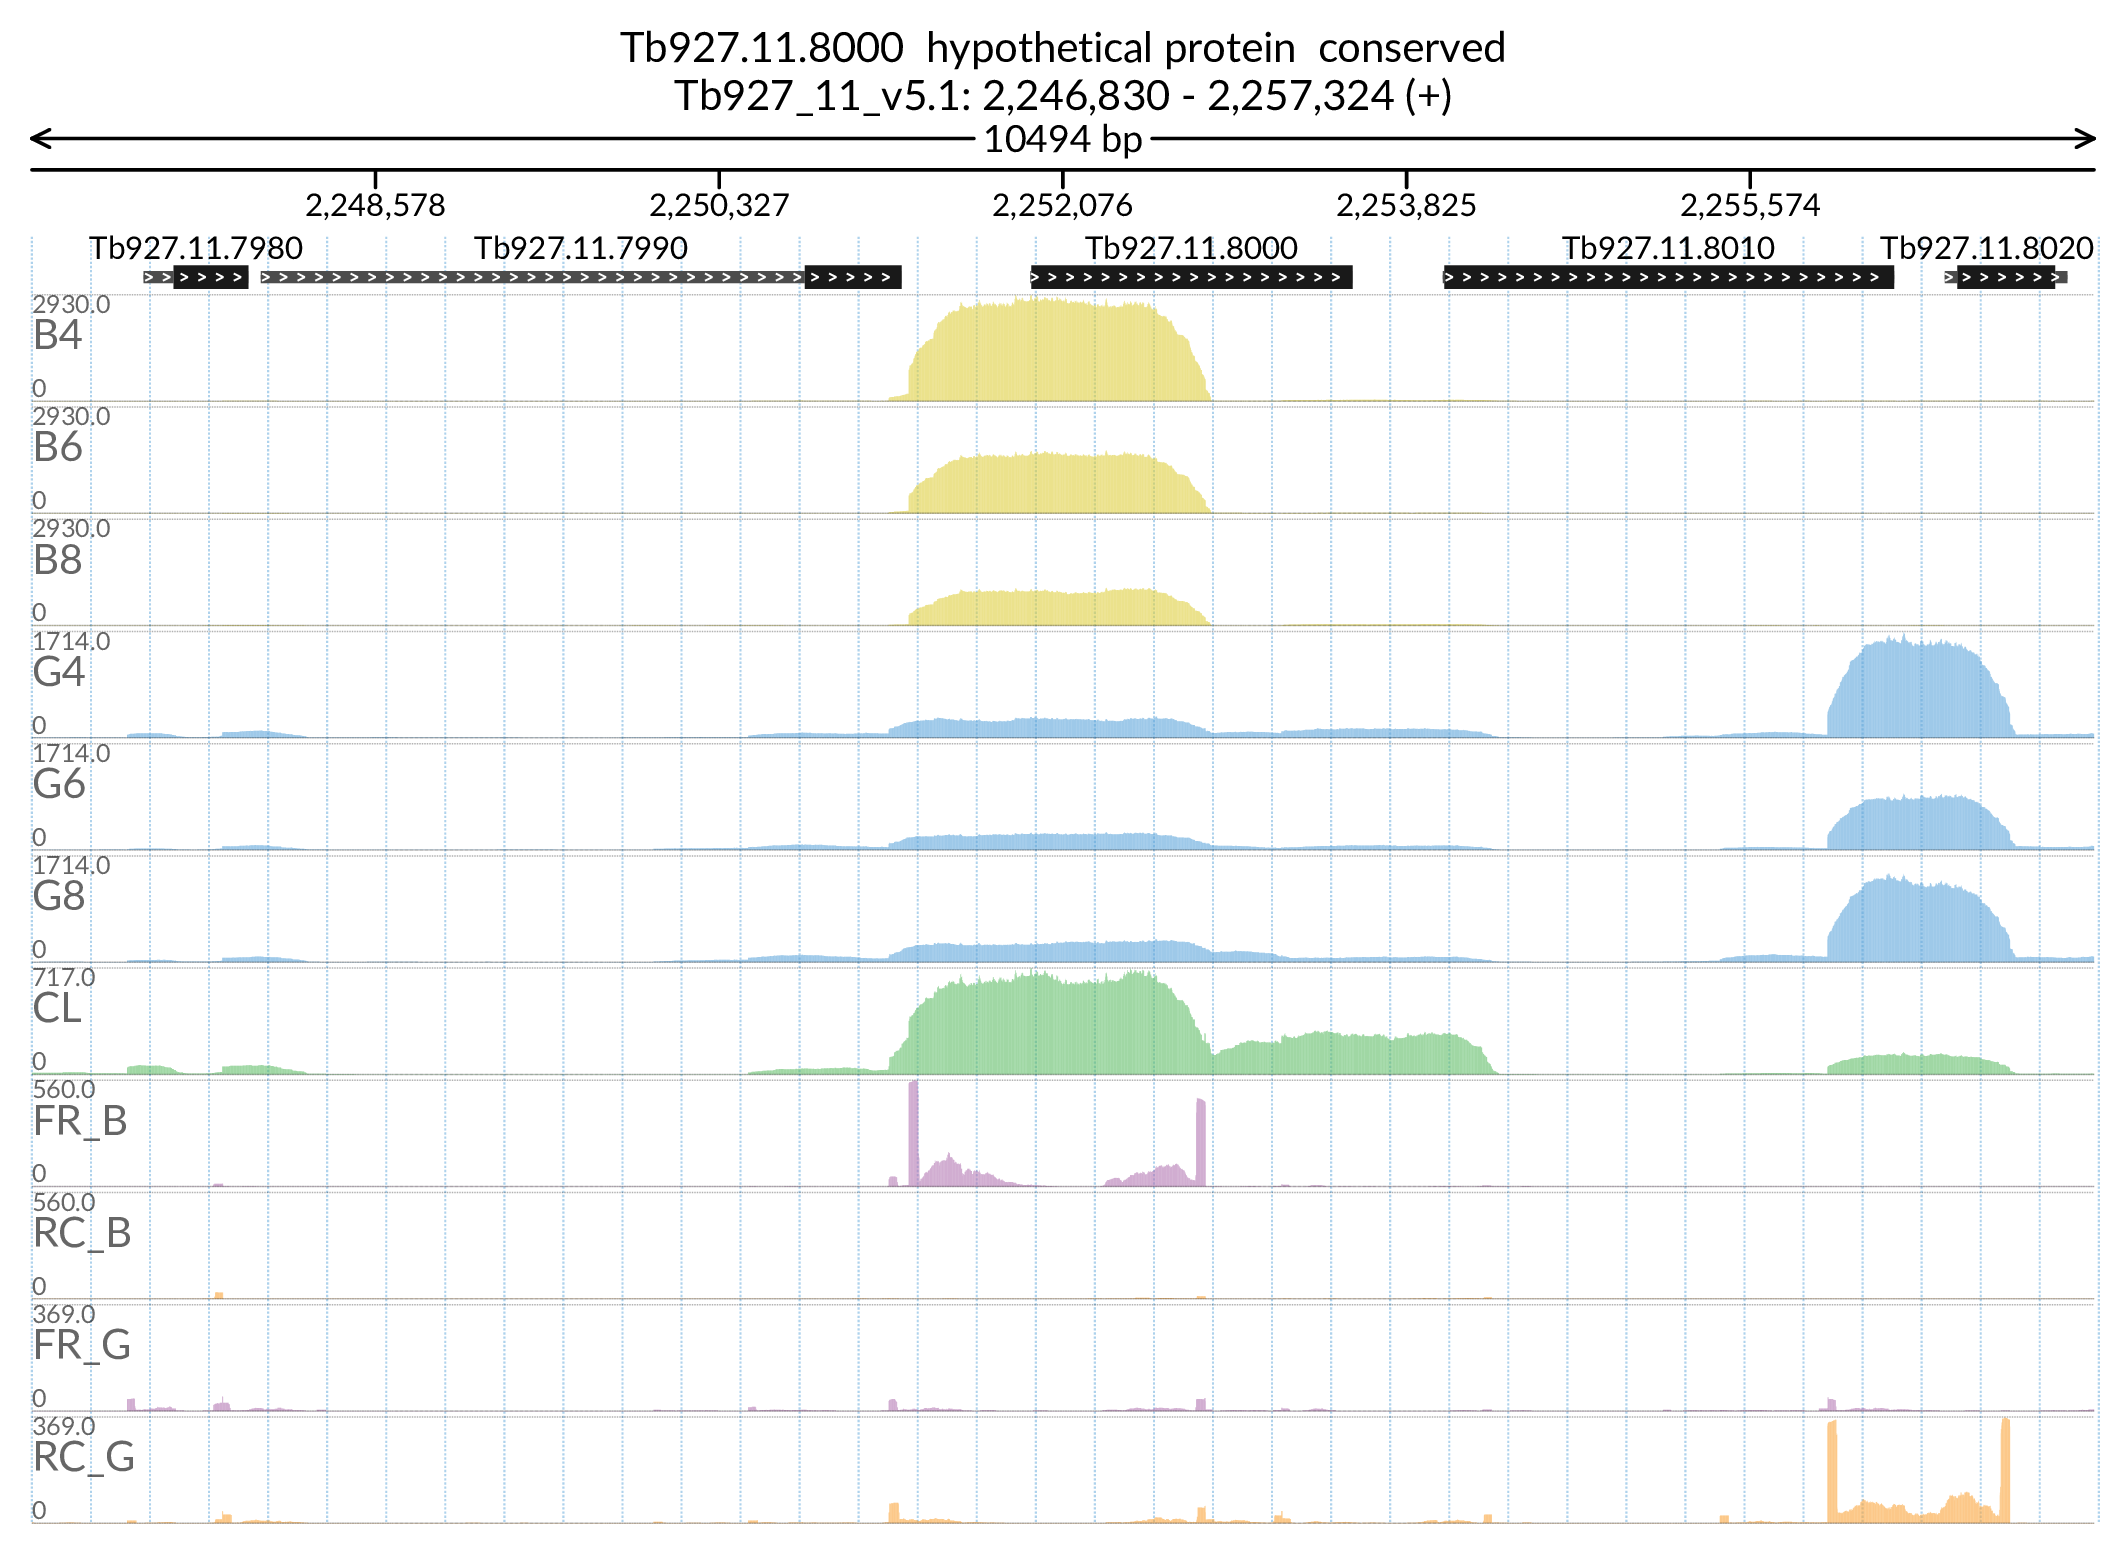 Tb927.11.8000  hypothetical protein  conserved
Tb927_11_v5.1: 2,246,830 - 2,257,324 (+)
10494 bp
2,248,578 2,250,327 2,252,076 2,253,825 2,255,574
Tb927.11.7980 Tb927.11.7990 Tb927.11.8000 Tb927.11.8010 Tb927.11.8020
2930.0
B4
0
2930.0
B6
0
2930.0
B8
0
1714.0
G4
0
1714.0
G6
0
1714.0
G8
0
717.0
CL
0
560.0
FR_B
0
560.0
RC_B
0
369.0
FR_G
0
369.0
RC_G
0